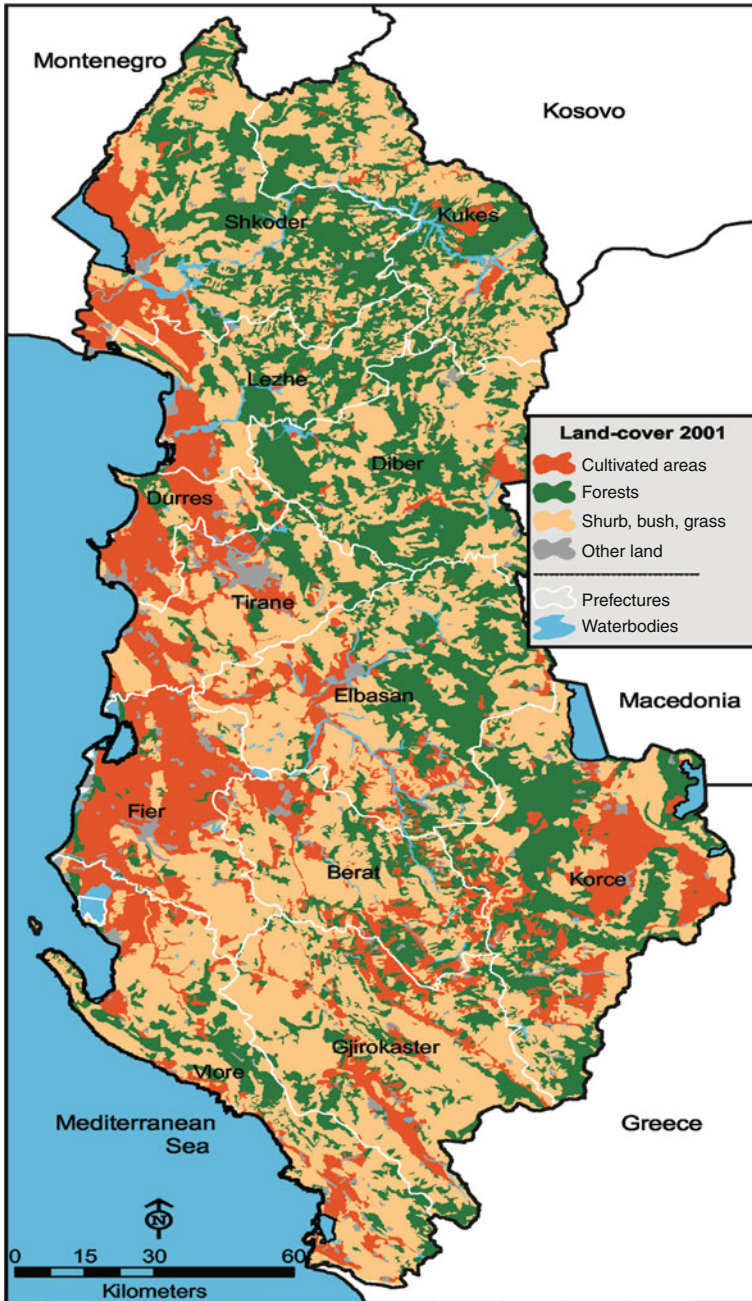 Montenegro
Kosovo
Shkoder
Kukes
Lezhe
Diber
Durres
Tirane
Elbasan
Fier
Berat
Korce
Vlore
Gjirokaster
Macedonia
Greece
Mediterranean
Sea
Land-cover 2001
Cultivated areas
Forests
Shurb, bush, grass
Other land
Prefectures
Waterbodies
N
0 15 30 60
Kilometers